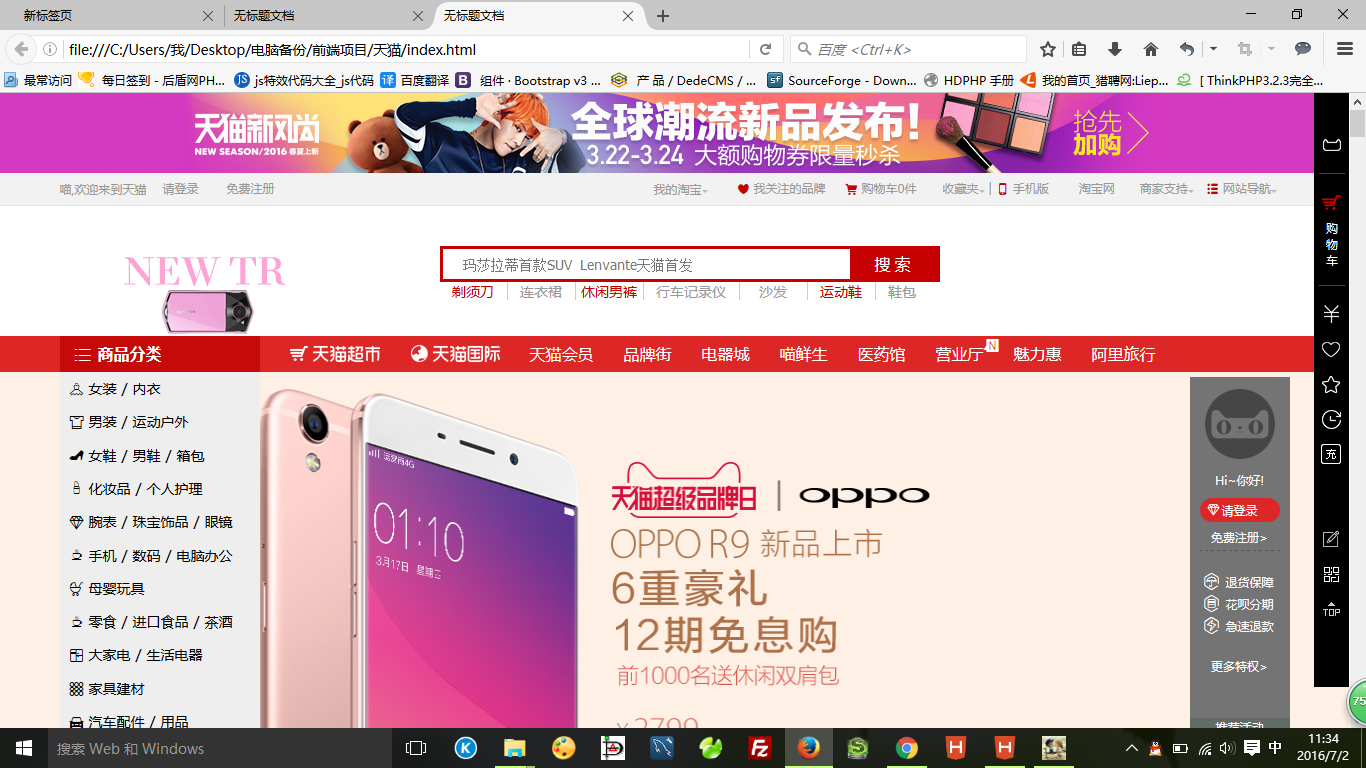 新标签页 无标题文档 无标题文档
file:///C:/Users/我/Desktop/电脑备份/前端项目/天猫/index.html 百度 <Ctrl+K>
最常访问 每日签到 - 后盾网PH... js特效代码大全_js代码 百度翻译 组件 · Bootstrap v3 ... 产 品 / DedeCMS / ... SourceForge - Down... HDPHP 手册 我的首页_猎聘网:Liep... [ ThinkPHP3.2.3完全...
天猫新风尚
NEW SEASON/2016 春夏上新
全球潮流新品发布!
3.22-3.24 大额购物券限量秒杀
抢先
加购
喵,欢迎来到天猫 请登录 免费注册 我的淘宝 我关注的品牌 购物车0件 收藏夹 | 手机版 淘宝网 商家支持 网站导航
NEW TR
玛莎拉蒂首款SUV Lenvante天猫首发 搜 索
剃须刀 连衣裙 休闲男裤 行车记录仪 沙发 运动鞋 鞋包
商品分类 天猫超市 天猫国际 天猫会员 品牌街 电器城 喵鲜生 医药馆 营业厅 N 魅力惠 阿里旅行
女装 / 内衣
男装 / 运动户外
女鞋 / 男鞋 / 箱包
化妆品 / 个人护理
腕表 / 珠宝饰品 / 眼镜
手机 / 数码 / 电脑办公
母婴玩具
零食 / 进口食品 / 茶酒
大家电 / 生活电器
家具建材
汽车配件 / 用品
运营商4G
01:10
3月17日 星期三
天猫超级品牌日 | oppo
OPPO R9 新品上市
6重豪礼
12期免息购
前1000名送休闲双肩包
¥2799
Hi~你好!
请登录
免费注册>
退货保障
花呗分期
急速退款
更多特权>
推荐活动
购
物
车
充
TOP
75
搜索 Web 和 Windows
中 11:34
2016/7/2